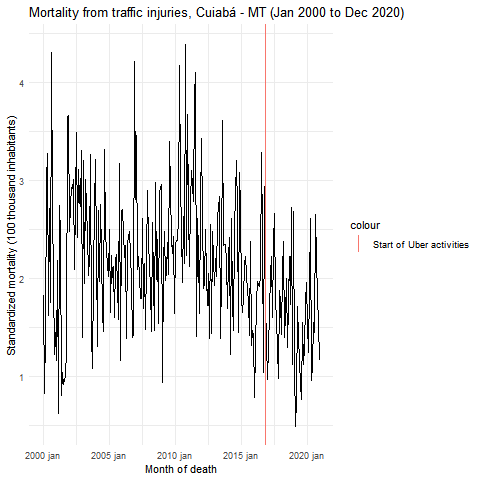 Mortality from traffic injuries, Cuiabá - MT (Jan 2000 to Dec 2020)
Standardized mortality (100 thousand inhabitants)
4
3
2
1
2000 jan 2005 jan 2010 jan 2015 jan 2020 jan
Month of death
colour
Start of Uber activities